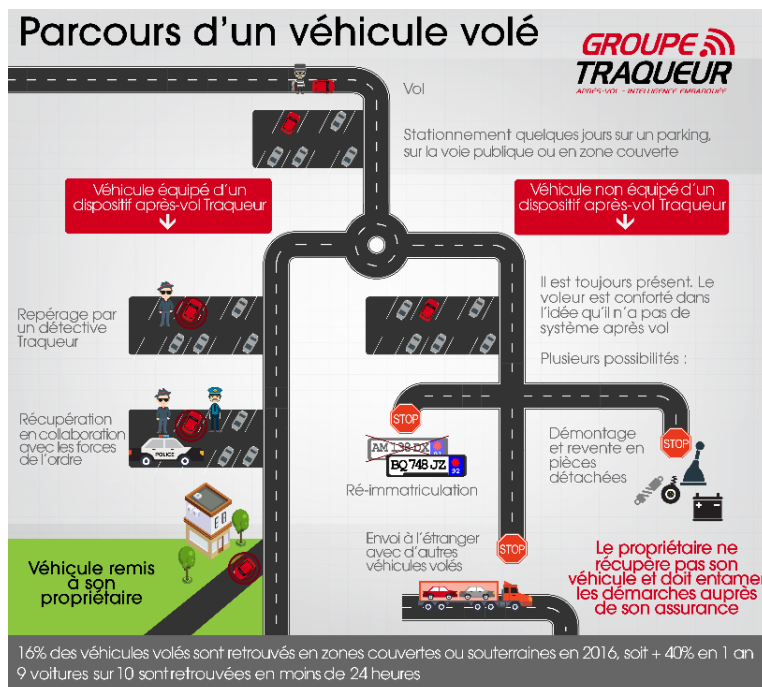 Parcours d'un véhicule volé
GROUPE
TRAQUEUR
APRÈS-VOL - INTELLIGENCE EMBARQUÉE
Vol
Stationnement quelques jours sur un parking,
sur la voie publique ou en zone couverte
Véhicule équipé d'un
dispositif après-vol Traqueur
Véhicule non équipé d'un
dispositif après-vol Traqueur
Repérage par
un détective
Traqueur
Il est toujours présent. Le
voleur est conforté dans
l'idée qu'il n'a pas de
système après vol
Plusieurs possibilités :
Récupération
en collaboration
avec les forces
de l'ordre
POLICE
STOP
AM 138 DX
BQ 748 JZ
92
Ré-immatriculation
Démontage
et revente en
pièces
détachées
STOP
Envoi à l'étranger
avec d'autres
véhicules volés
STOP
Véhicule remis
à son
propriétaire
Le propriétaire ne
récupère pas son
véhicule et doit entamer
les démarches auprès
de son assurance
16% des véhicules volés sont retrouvés en zones couvertes ou souterraines en 2016, soit + 40% en 1 an
9 voitures sur 10 sont retrouvées en moins de 24 heures